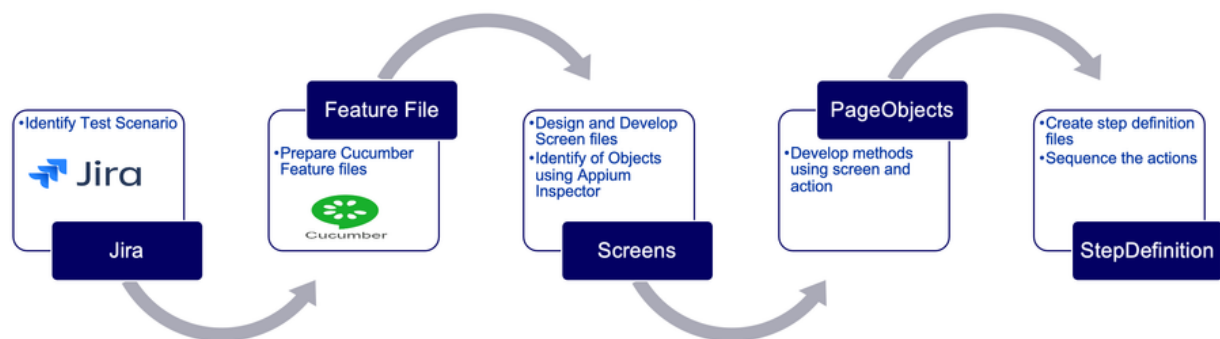 •Identify Test Scenario
Jira
Jira
Feature File
•Prepare Cucumber
Feature files
Cucumber
•Design and Develop
Screen files
•Identify of Objects
using Appium
Inspector
Screens
PageObjects
•Develop methods
using screen and
action
•Create step definition
files
•Sequence the actions
StepDefinition